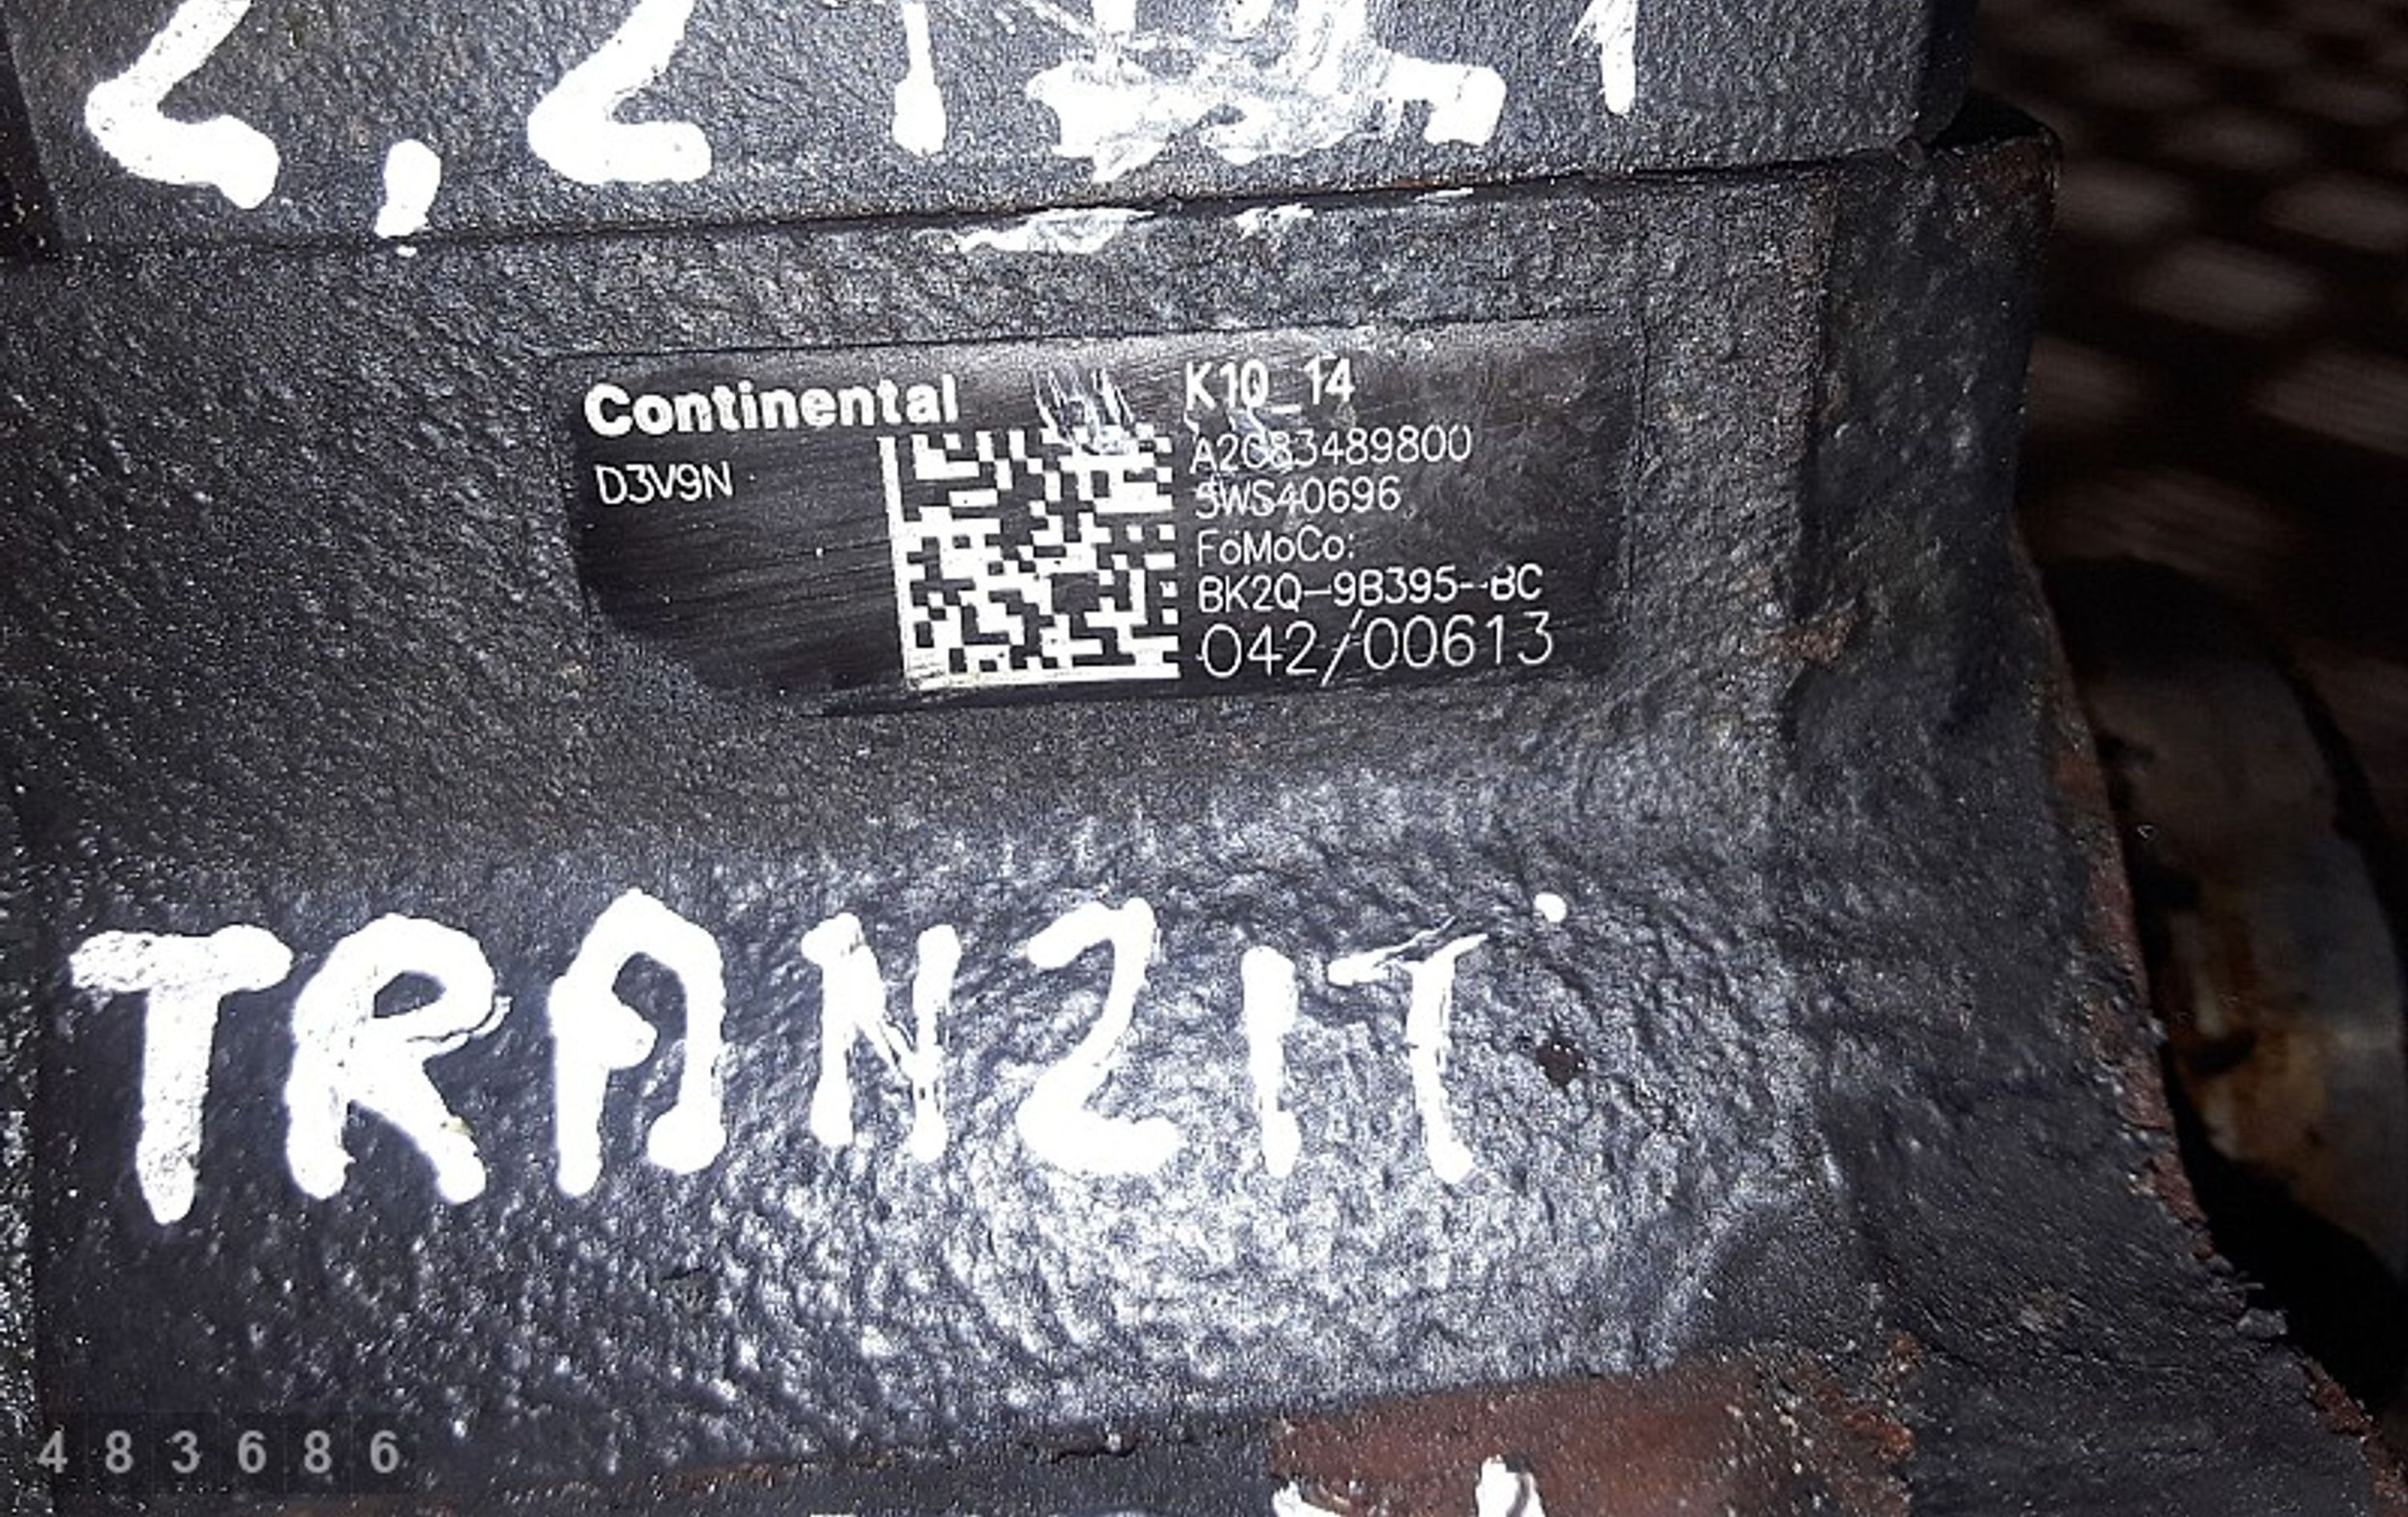 2,2
Continental
D3V9N
K10_14
A2C83489800
5WS40696
FoMoCo:
BK2Q-9B395-BC
042/00613
TRANZIT
483686